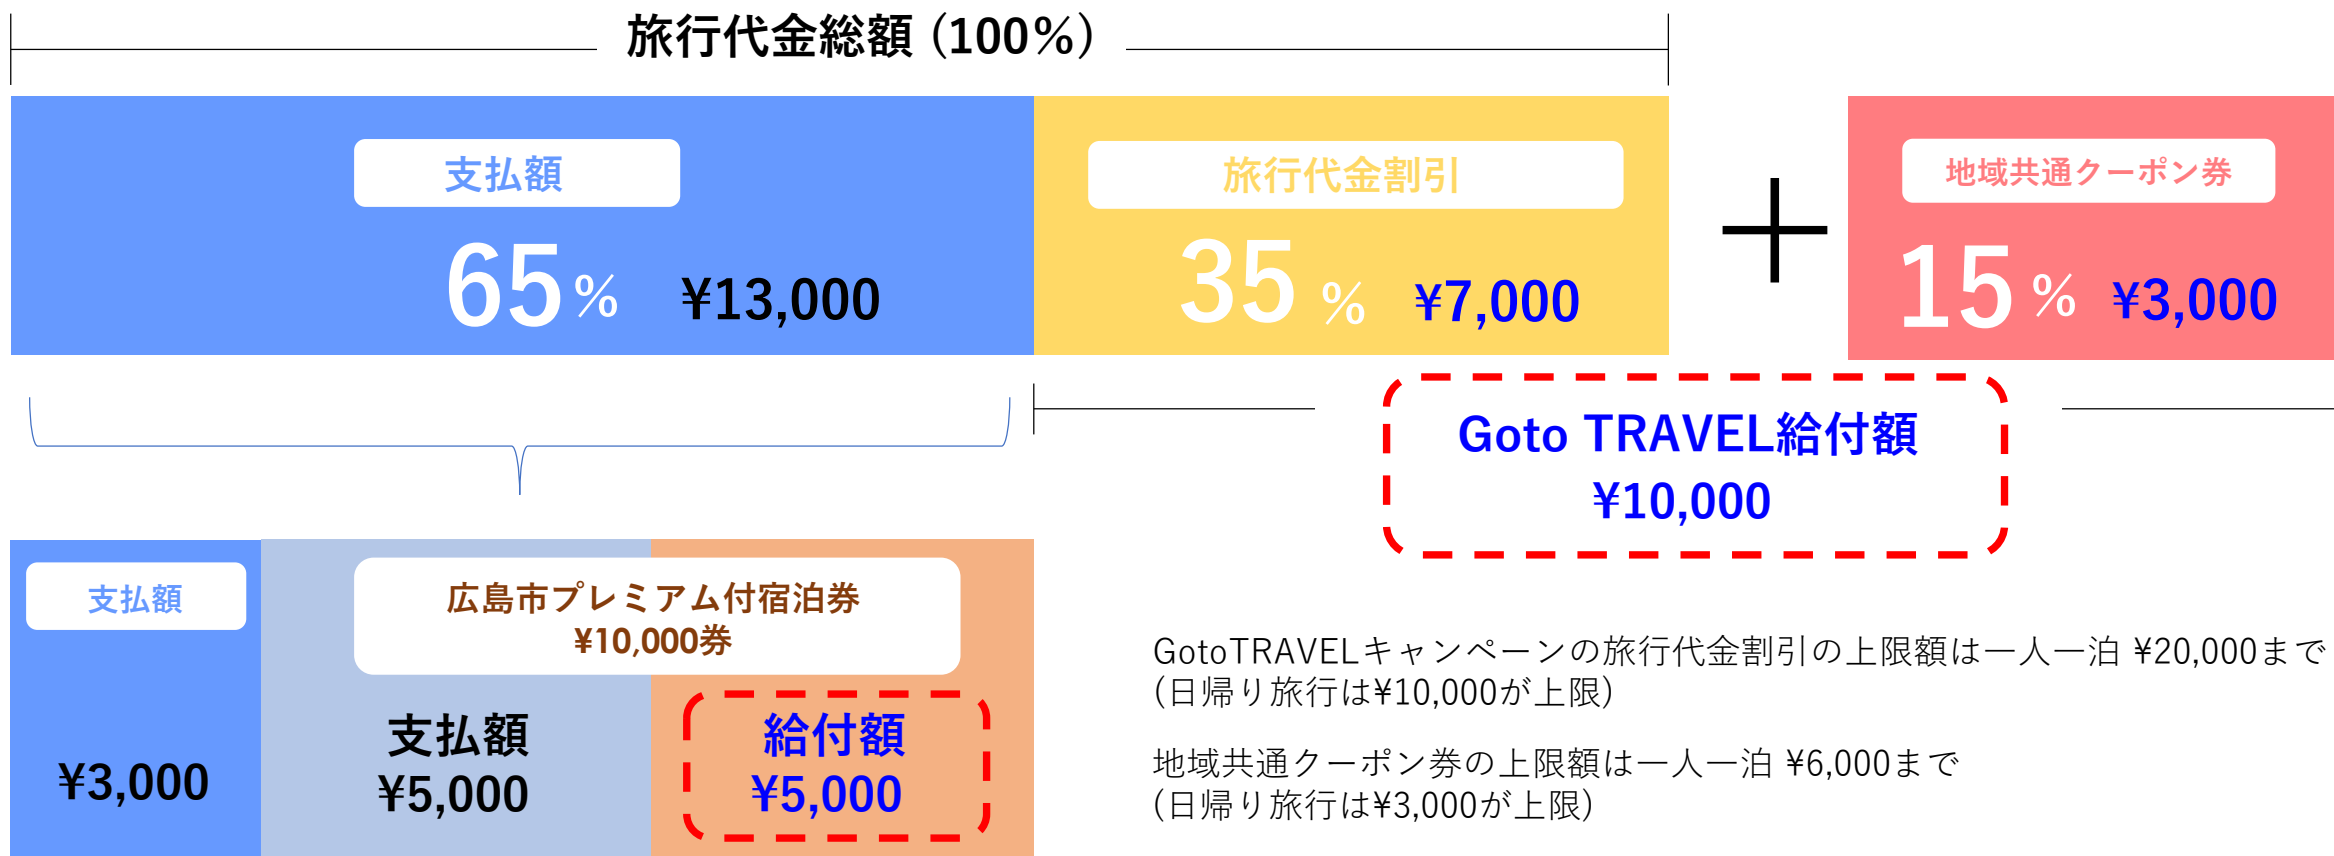 旅行代金総額 (100%)
支払額
65% ¥13,000
旅行代金割引
35% ¥7,000
+
地域共通クーポン券
15% ¥3,000
Goto TRAVEL給付額
¥10,000
支払額
¥3,000
広島市プレミアム付宿泊券
¥10,000券
支払額
¥5,000
給付額
¥5,000
GotoTRAVELキャンペーンの旅行代金割引の上限額は一人一泊 ¥20,000まで
(日帰り旅行は¥10,000が上限)
地域共通クーポン券の上限額は一人一泊 ¥6,000まで
(日帰り旅行は¥3,000が上限)